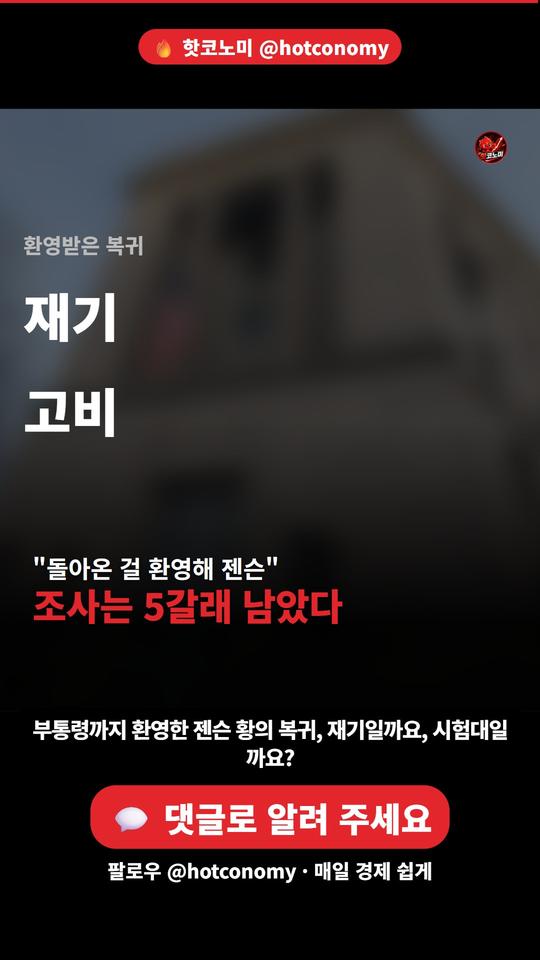 🔥 핫코노미 @hotconomy
코노미
환영받은 복귀
재기
고비
"돌아온 걸 환영해 젠슨"
조사는 5갈래 남았다
부통령까지 환영한 젠슨 황의 복귀, 재기일까요, 시험대일
까요?
💬 댓글로 알려 주세요
팔로우 @hotconomy · 매일 경제 쉽게